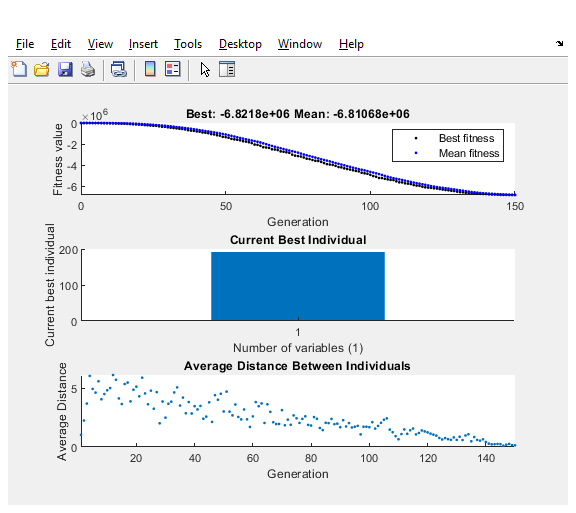 File Edit View Insert Tools Desktop Window Help
Best: -6.8218e+06 Mean: -6.81068e+06
×10^6
Fitness value
0
-2
-4
-6
Best fitness
Mean fitness
0 50 100 150
Generation
Current Best Individual
Current best individual
200
100
0
1
Number of variables (1)
Average Distance Between Individuals
Average Distance
5
0
20 40 60 80 100 120 140
Generation